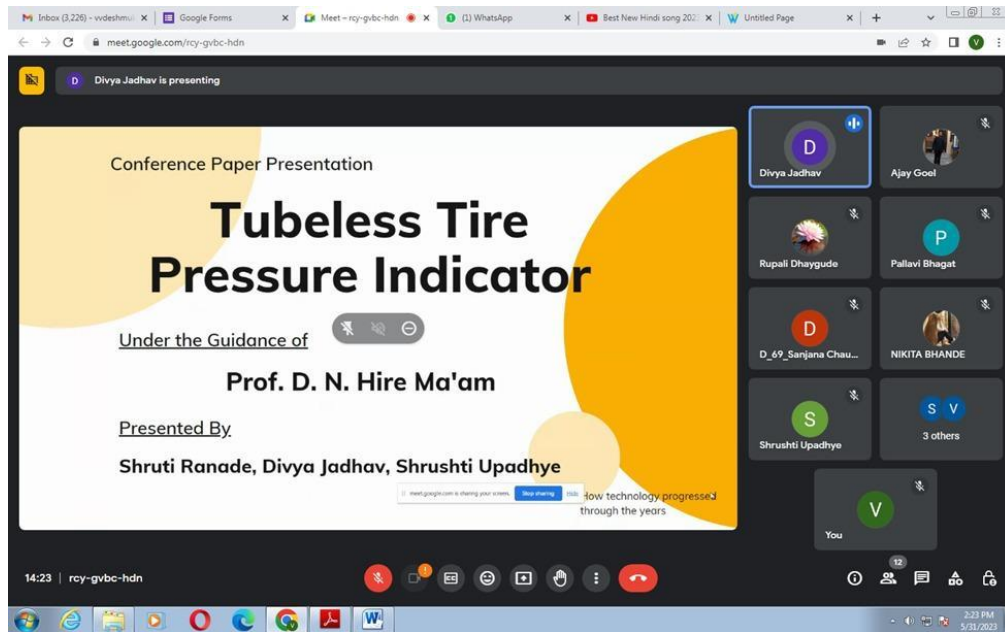 Inbox (3,226) - vvdeshmu
Google Forms
Meet – rcy-gvbc-hdn
(1) WhatsApp
Best New Hindi song 202
Untitled Page
meet.google.com/rcy-gvbc-hdn
V
D Divya Jadhav is presenting
Conference Paper Presentation
Tubeless Tire
Pressure Indicator
Under the Guidance of
Prof. D. N. Hire Ma'am
Presented By
Shruti Ranade, Divya Jadhav, Shrushti Upadhye
meet.google.com is sharing your screen. Stop sharing Hide
How technology progressed
through the years
D
Divya Jadhav
Ajay Goel
Rupali Dhaygude
P
Pallavi Bhagat
D
D_69_Sanjana Chau...
NIKITA BHANDE
S
Shrushti Upadhye
S V
3 others
V
You
14:23 | rcy-gvbc-hdn
CC
12
2:23 PM
5/31/2023